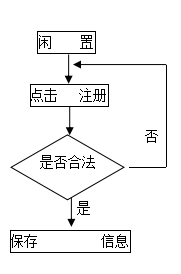 闲 置
点击 注册
否
是否合法
是
保存 信息